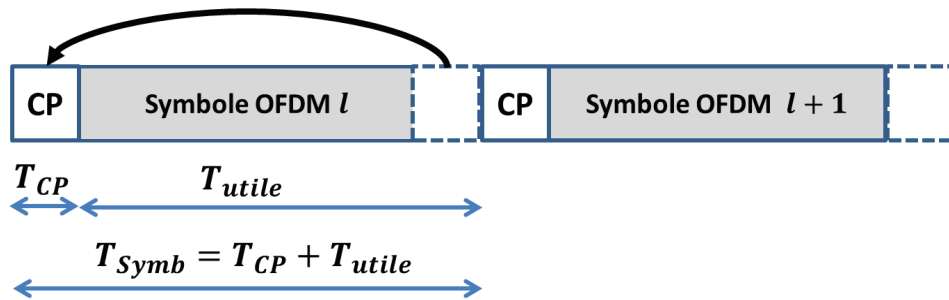 CP Symbole OFDM l CP Symbole OFDM l + 1
T_CP T_utile
T_Symb = T_CP + T_utile